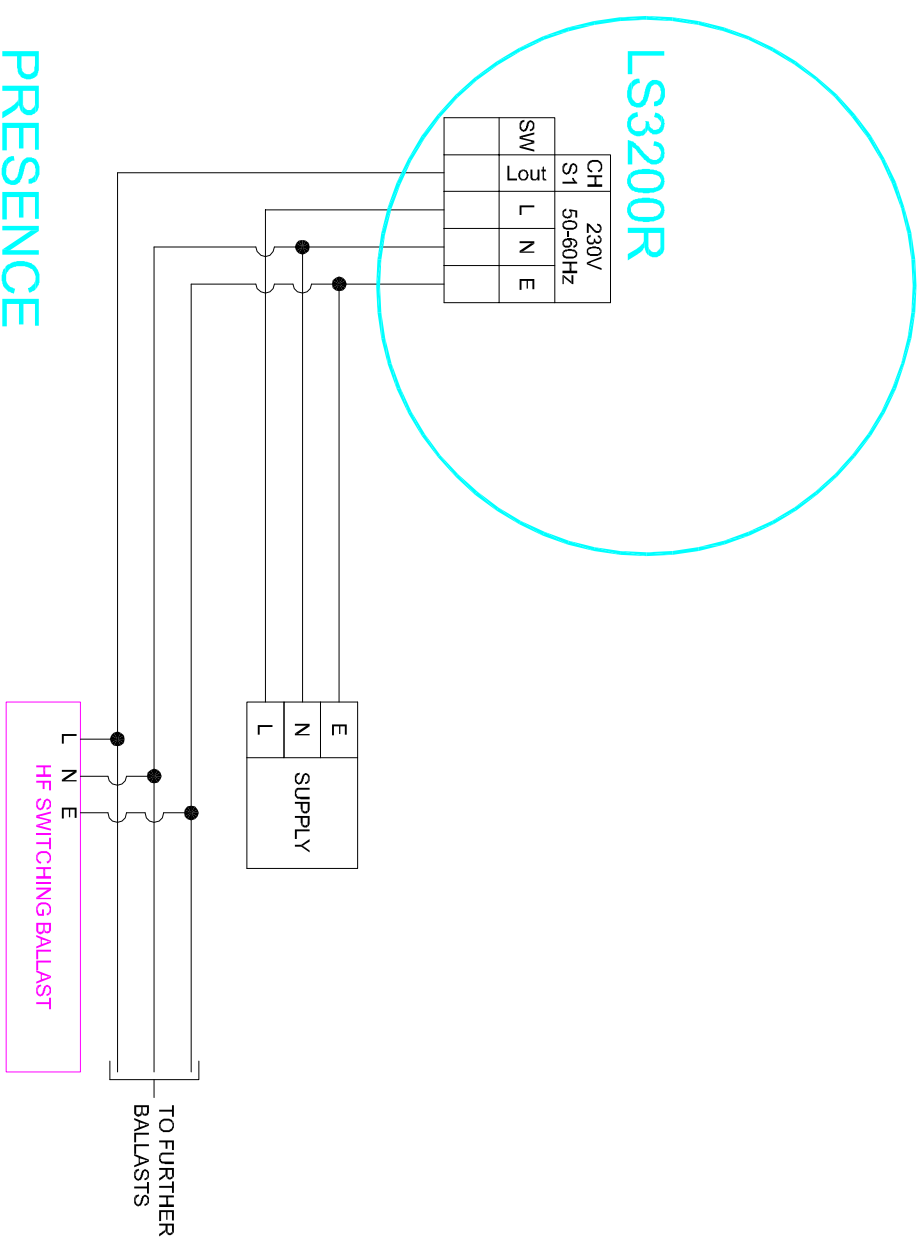 LS3200R
CH
S1
230V
50-60Hz
SW
Lout
L
N
E
PRESENCE
E
N
L
SUPPLY
L
N
E
HF SWITCHING BALLAST
TO FURTHER
BALLASTS